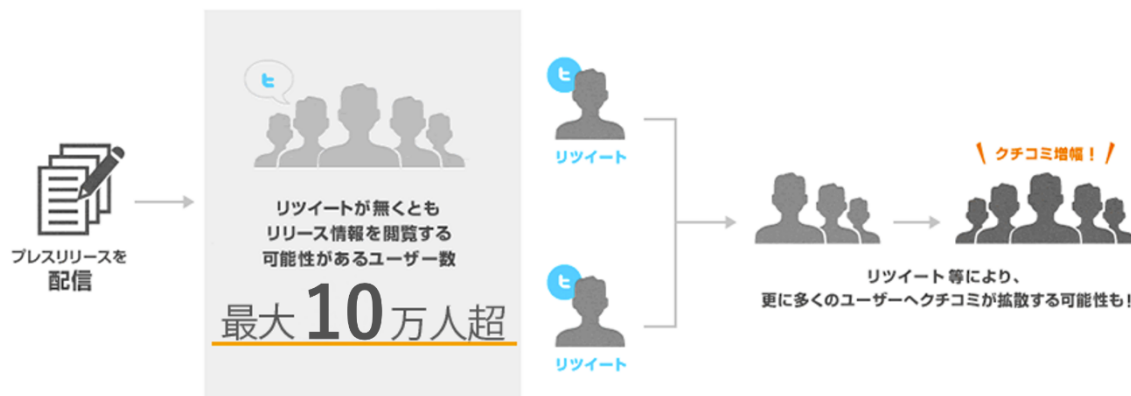 プレスリリースを
配信
リツイートが無くとも
リリース情報を閲覧する
可能性があるユーザー数
最大10万人超
リツイート
リツイート
クチコミ増幅！
リツイート等により、
更に多くのユーザーへクチコミが拡散する可能性も!